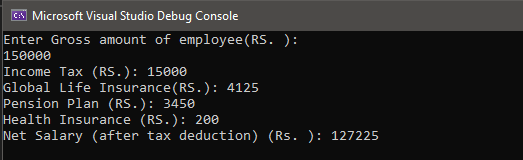 Microsoft Visual Studio Debug Console
Enter Gross amount of employee(RS. ):
150000
Income Tax (RS.): 15000
Global Life Insurance(RS.): 4125
Pension Plan (RS.): 3450
Health Insurance (RS.): 200
Net Salary (after tax deduction) (Rs. ): 127225